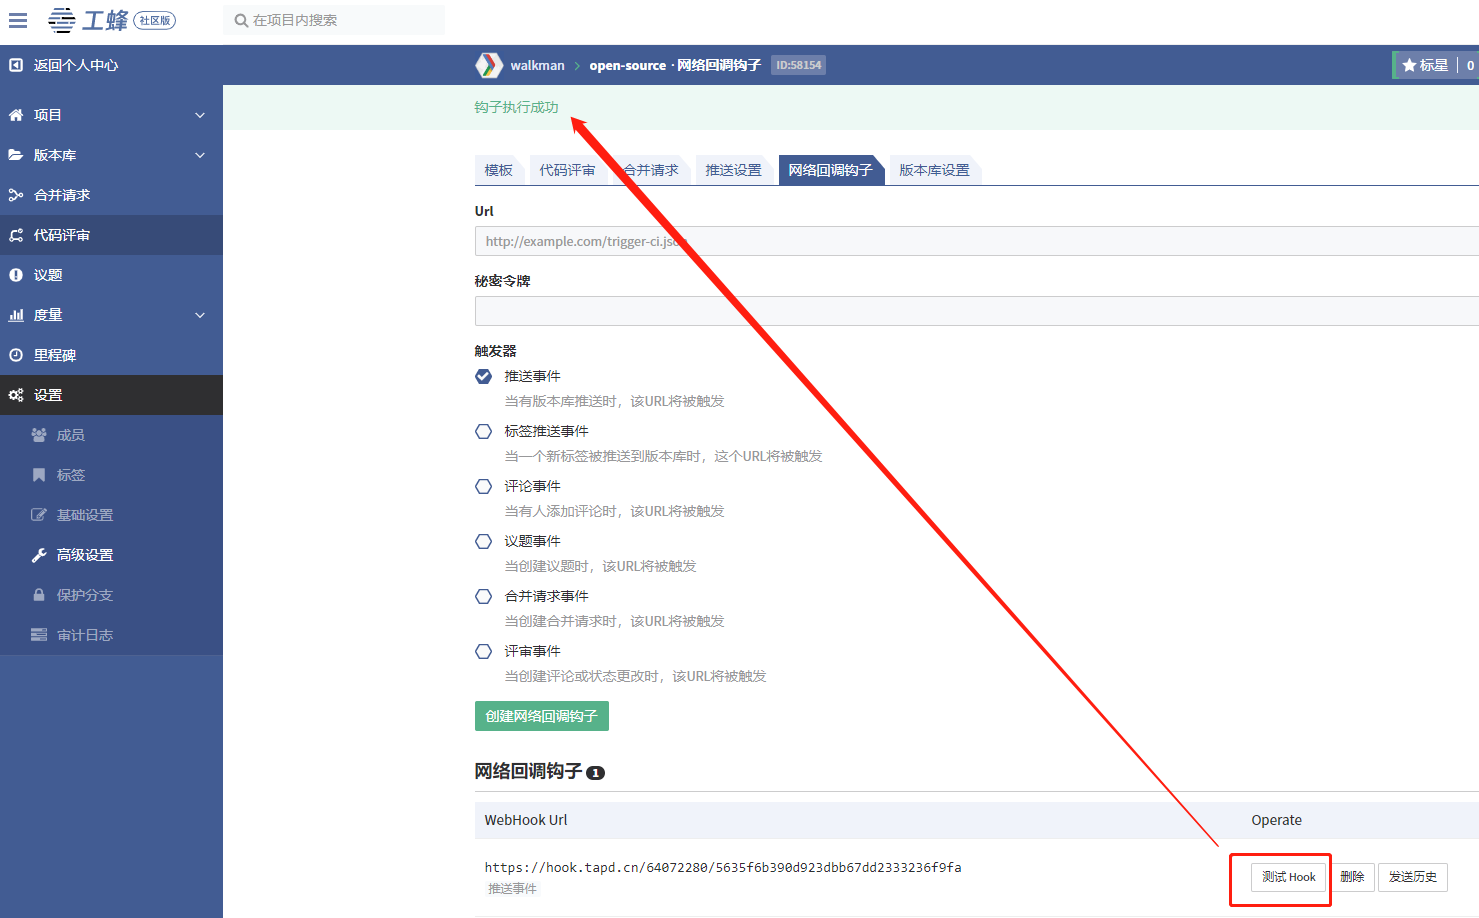 工蜂 社区版
在项目内搜索
返回个人中心
walkman > open-source · 网络回调钩子 ID:58154
标星 0
项目
版本库
合并请求
代码评审
议题
度量
里程碑
设置
成员
标签
基础设置
高级设置
保护分支
审计日志
钩子执行成功
模板 代码评审 合并请求 推送设置 网络回调钩子 版本库设置
Url
http://example.com/trigger-ci.json
秘密令牌
触发器
推送事件
当有版本库推送时，该URL将被触发
标签推送事件
当一个新标签被推送到版本库时，这个URL将被触发
评论事件
当有人添加评论时，该URL将被触发
议题事件
当创建议题时，该URL将被触发
合并请求事件
当创建合并请求时，该URL将被触发
评审事件
当创建评论或状态更改时，该URL将被触发
创建网络回调钩子
网络回调钩子 1
WebHook Url Operate
https://hook.tapd.cn/64072280/5635f6b390d923dbb67dd2333236f9fa
推送事件
测试 Hook 删除 发送历史